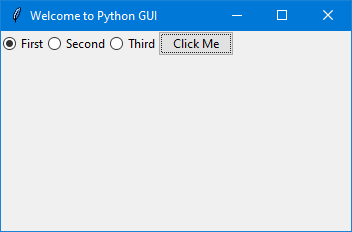 Welcome to Python GUI
First Second Third Click Me